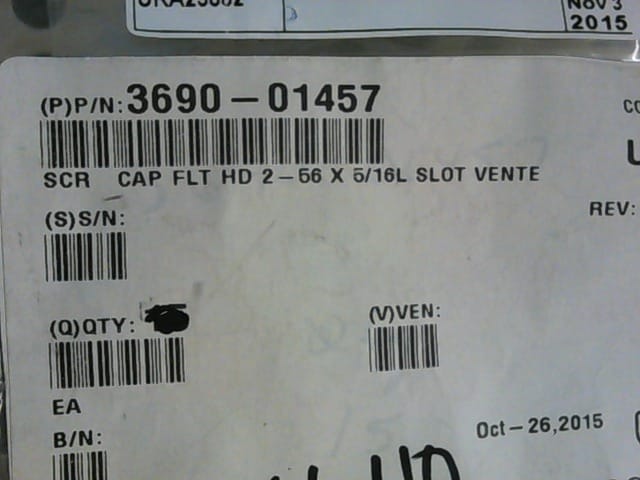 NOV 3
2015
(P)P/N: 3690-01457
SCR CAP FLT HD 2-56 X 5/16L SLOT VENTE
REV:
(S)S/N:
(Q)QTY:
(V)VEN:
EA
Oct-26,2015
B/N: